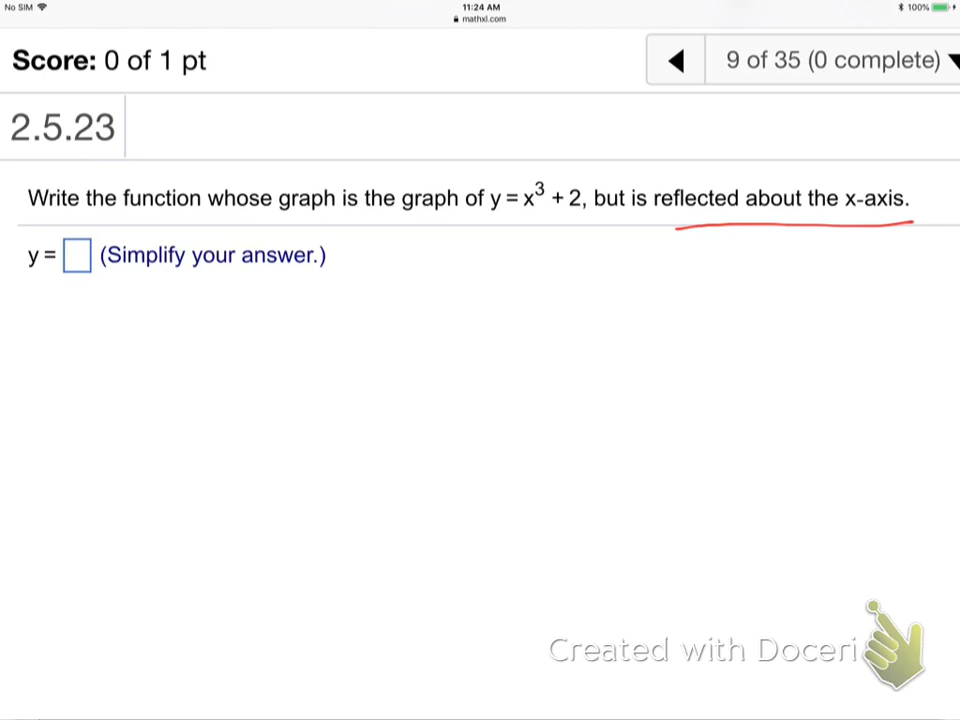 No SIM
11:24 AM
100%
mathxl.com
Score: 0 of 1 pt
9 of 35 (0 complete)
2.5.23
Write the function whose graph is the graph of y = x³ + 2, but is reflected about the x-axis.
y = (Simplify your answer.)
Created with Doceri